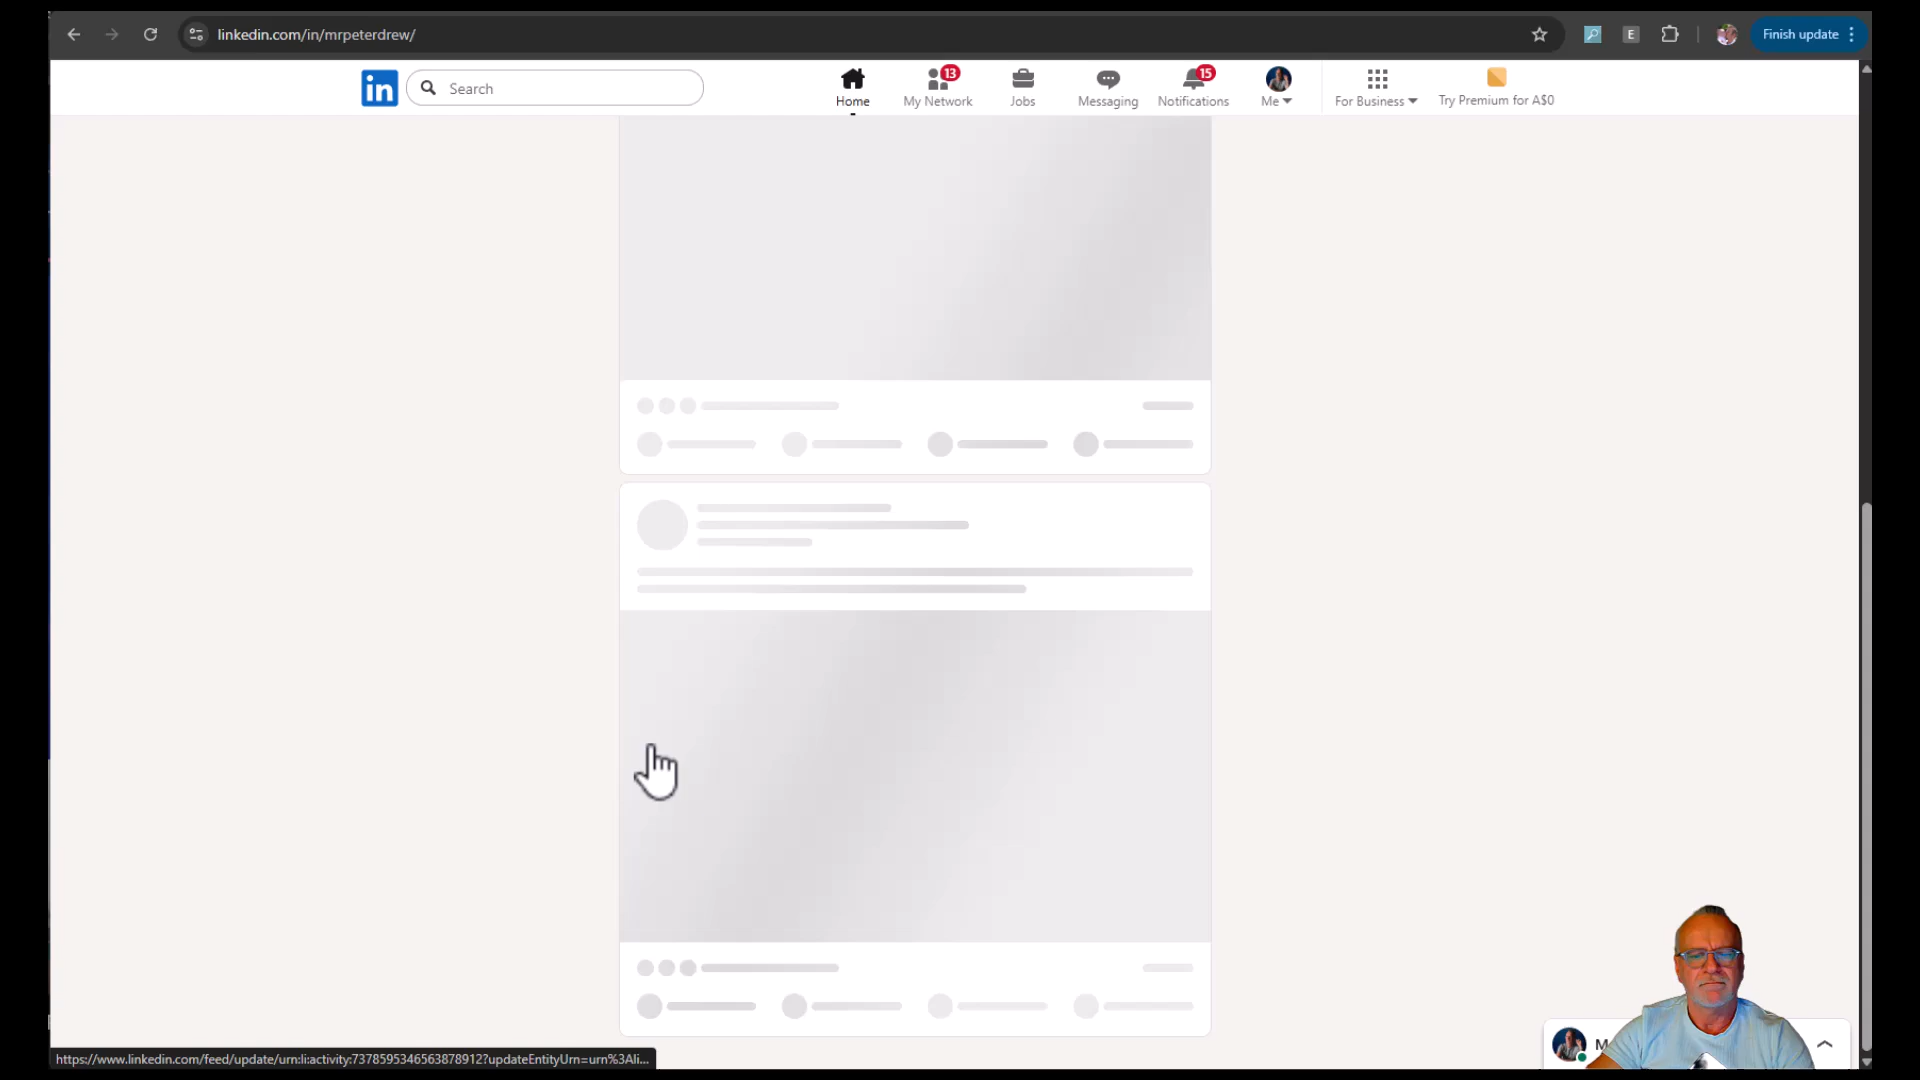 linkedin.com/in/mrpeterdrew/
E
Finish update
in
Search
13
15
Home
My Network
Jobs
Messaging
Notifications
Me
For Business
Try Premium for A$0
M
https://www.linkedin.com/feed/update/urn:li:activity:7378595346563878912?updateEntityUrn=urn%3Ali...